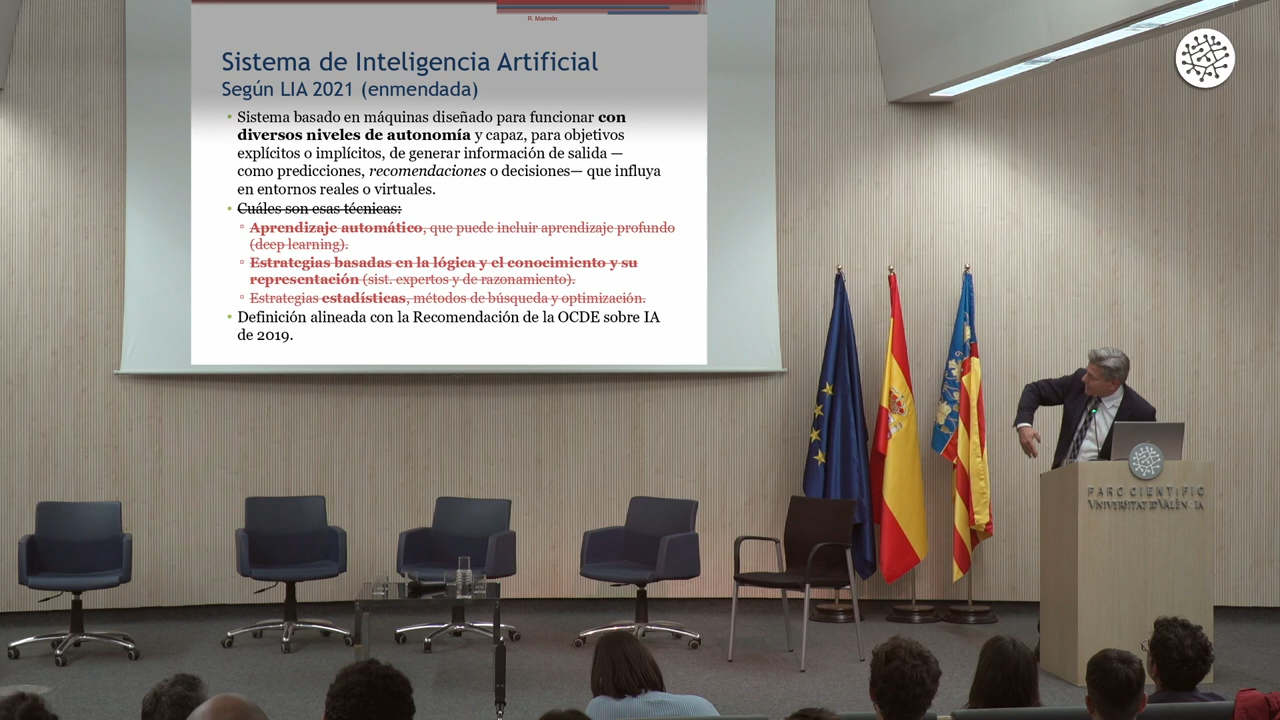 R. Marimón
Sistema de Inteligencia Artificial
Según LIA 2021 (enmendada)
• Sistema basado en máquinas diseñado para funcionar con
diversos niveles de autonomía y capaz, para objetivos
explícitos o implícitos, de generar información de salida —
como predicciones, recomendaciones o decisiones— que influya
en entornos reales o virtuales.
• Cuáles son esas técnicas:
▫ Aprendizaje automático, que puede incluir aprendizaje profundo
(deep learning).
▫ Estrategias basadas en la lógica y el conocimiento y su
representación (sist. expertos y de razonamiento).
▫ Estrategias estadísticas, métodos de búsqueda y optimización.
• Definición alineada con la Recomendación de la OCDE sobre IA
de 2019.
PARC CIENTÍFIC
UNIVERSITAT D VALÈNCIA